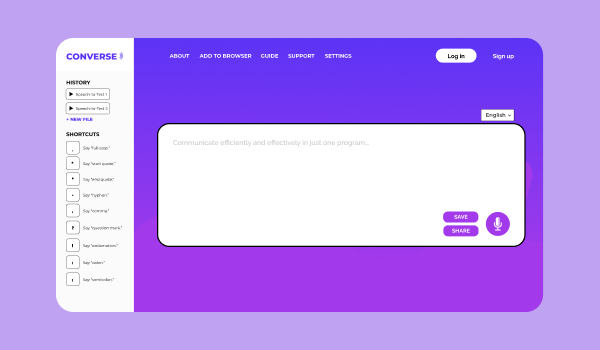 CONVERSE
ABOUT ADD TO BROWSER GUIDE SUPPORT SETTINGS Log in Sign up
HISTORY
Speech-to-Text 1
Speech-to-Text 2
+ NEW FILE
SHORTCUTS
Say "full stop."
Say "start quote."
Say "end quote."
Say "hyphen."
Say "comma."
Say "question mark."
Say "exclamation."
Say "colon."
Say "semicolon."
English
Communicate efficiently and effectively in just one program...
SAVE
SHARE